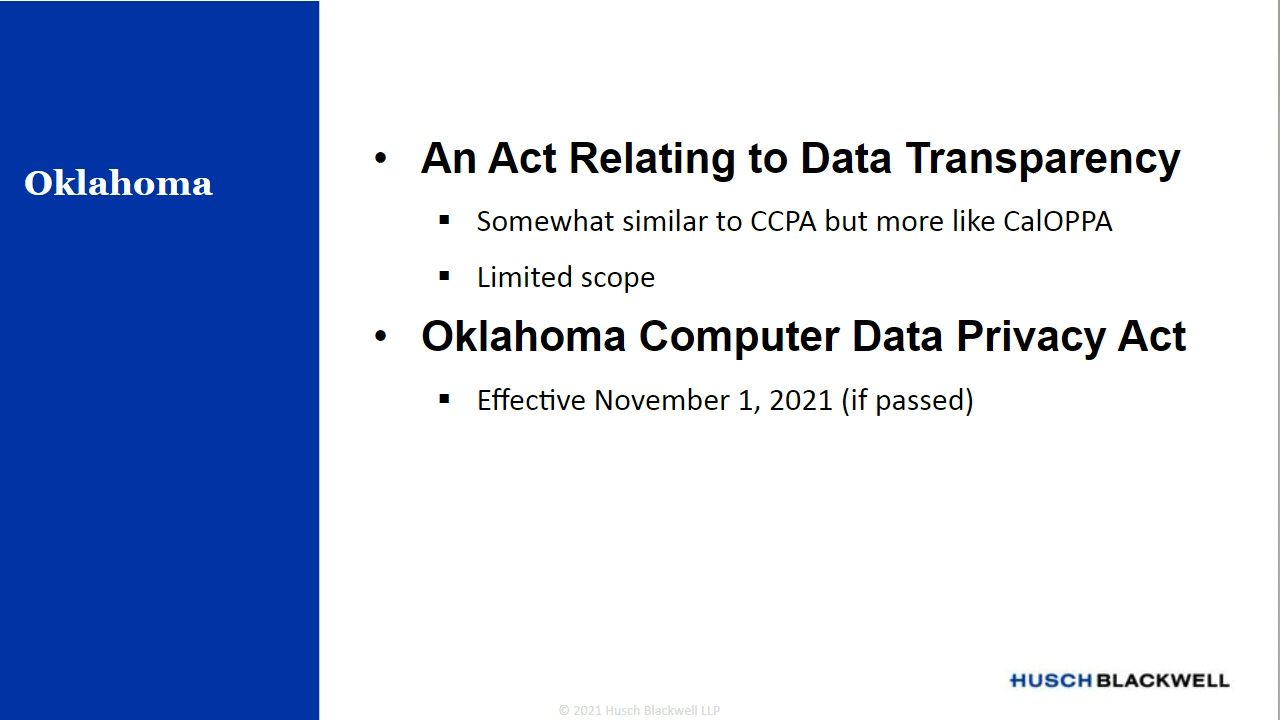 Oklahoma
• An Act Relating to Data Transparency
▪ Somewhat similar to CCPA but more like CalOPPA
▪ Limited scope
• Oklahoma Computer Data Privacy Act
▪ Effective November 1, 2021 (if passed)
HUSCH BLACKWELL
© 2021 Husch Blackwell LLP